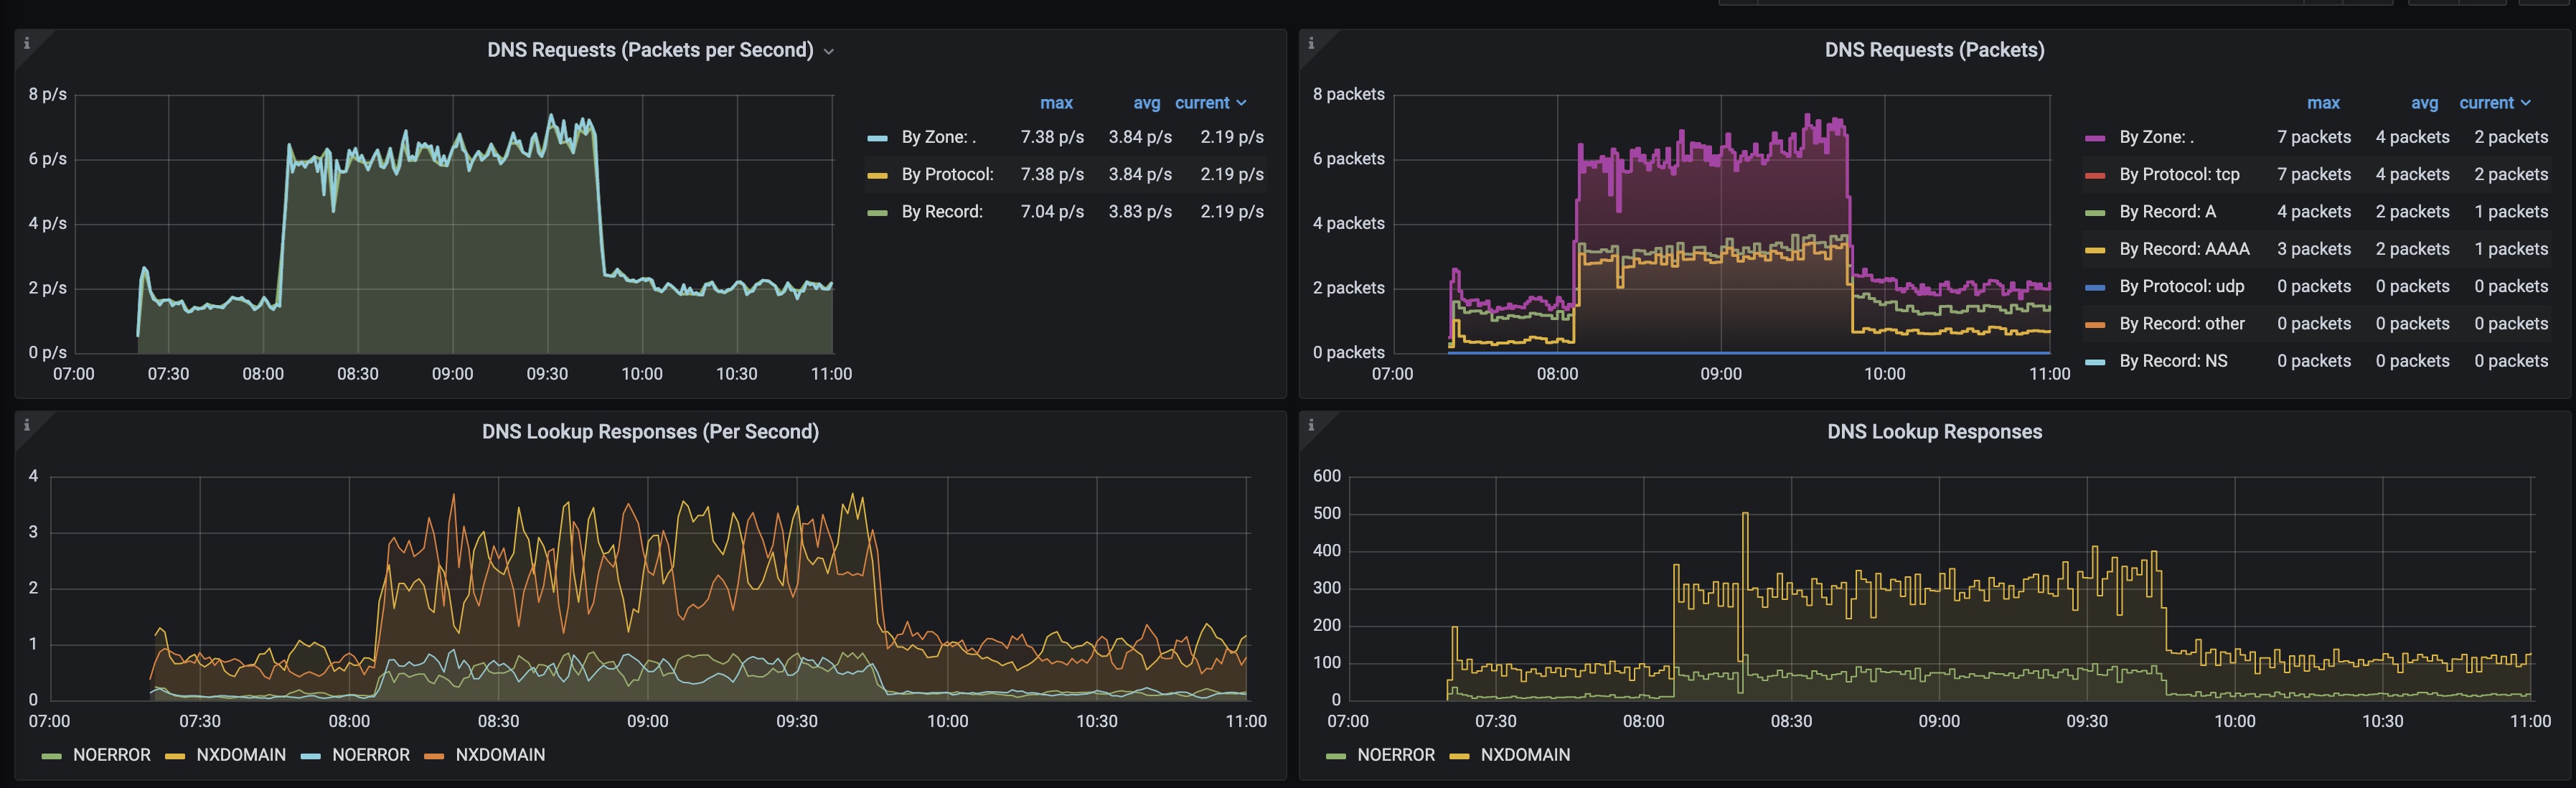 DNS Requests (Packets per Second)
8 p/s
6 p/s
4 p/s
2 p/s
0 p/s
07:00 07:30 08:00 08:30 09:00 09:30 10:00 10:30 11:00
max avg current
By Zone: . 7.38 p/s 3.84 p/s 2.19 p/s
By Protocol: 7.38 p/s 3.84 p/s 2.19 p/s
By Record: 7.04 p/s 3.83 p/s 2.19 p/s
DNS Requests (Packets)
8 packets
6 packets
4 packets
2 packets
0 packets
07:00 08:00 09:00 10:00 11:00
max avg current
By Zone: . 7 packets 4 packets 2 packets
By Protocol: tcp 7 packets 4 packets 2 packets
By Record: A 4 packets 2 packets 1 packets
By Record: AAAA 3 packets 2 packets 1 packets
By Protocol: udp 0 packets 0 packets 0 packets
By Record: other 0 packets 0 packets 0 packets
By Record: NS 0 packets 0 packets 0 packets
DNS Lookup Responses (Per Second)
4
3
2
1
0
07:00 07:30 08:00 08:30 09:00 09:30 10:00 10:30 11:00
NOERROR NXDOMAIN NOERROR NXDOMAIN
DNS Lookup Responses
600
500
400
300
200
100
0
07:00 07:30 08:00 08:30 09:00 09:30 10:00 10:30 11:00
NOERROR NXDOMAIN